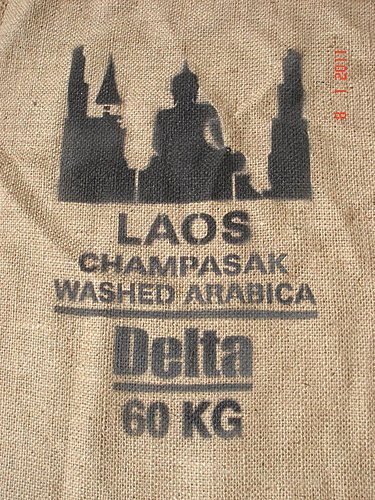 LAOS
CHAMPASAK
WASHED ARABICA
Delta
60 KG
8 1 2011